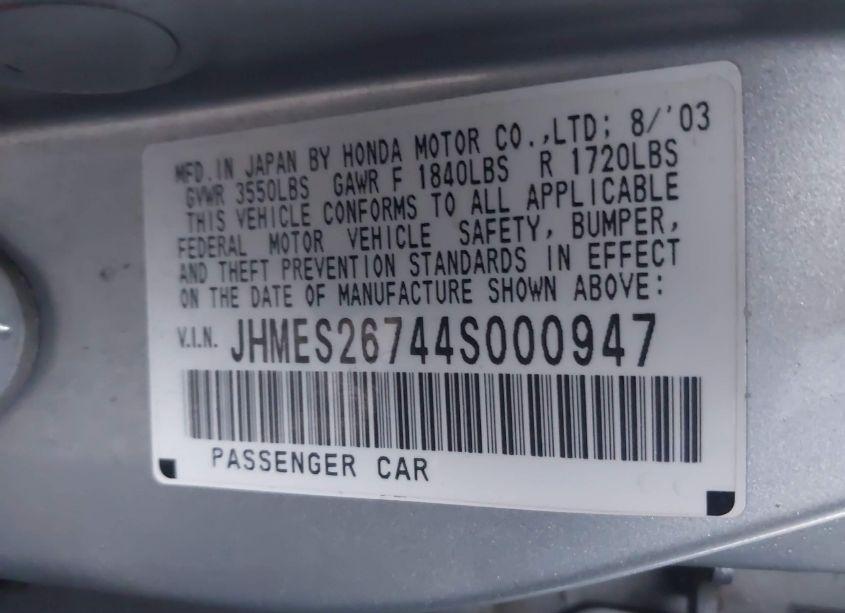 MFD. IN JAPAN BY HONDA MOTOR CO.,LTD; 8/'03
GVWR 3550LBS GAWR F 1840LBS R 1720LBS
THIS VEHICLE CONFORMS TO ALL APPLICABLE
FEDERAL MOTOR VEHICLE SAFETY, BUMPER,
AND THEFT PREVENTION STANDARDS IN EFFECT
ON THE DATE OF MANUFACTURE SHOWN ABOVE:
V.I.N. JHMES26744S000947
PASSENGER CAR